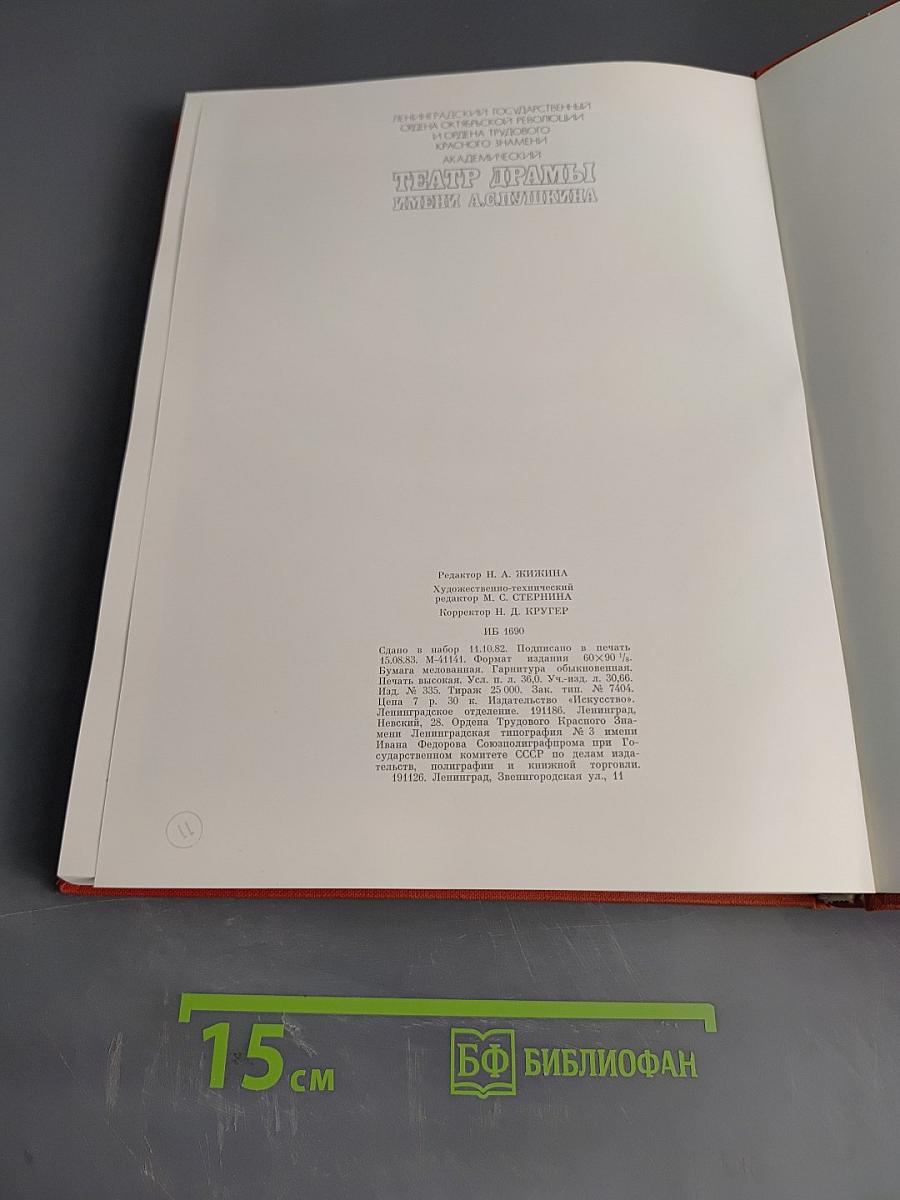 ЛЕНИНГРАДСКИЙ ГОСУДАРСТВЕННЫЙ
ОРДЕНА ОКТЯБРЬСКОЙ РЕВОЛЮЦИИ
И ОРДЕНА ТРУДОВОГО
КРАСНОГО ЗНАМЕНИ
АКАДЕМИЧЕСКИЙ
ТЕАТР ДРАМЫ
ИМЕНИ А.С.ПУШКИНА
Редактор Н. А. ЖИЖИНА
Художественно-технический
редактор М. С. СТЕРНИНА
Корректор Н. Д. КРУГЕР
ИБ 1690
Сдано в набор 11.10.82. Подписано в печать
15.08.83. М-41141. Формат издания 60×90 1/8.
Бумага мелованная. Гарнитура обыкновенная.
Печать высокая. Усл. п. л. 36,0. Уч.-изд. л. 30,66.
Изд. № 335. Тираж 25 000. Зак. тип. № 7404.
Цена 7 р. 30 к. Издательство «Искусство».
Ленинградское отделение. 191186. Ленинград,
Невский, 28. Ордена Трудового Красного Зна-
мени Ленинградская типография № 3 имени
Ивана Федорова Союзполиграфпрома при Го-
сударственном комитете СССР по делам изда-
тельств, полиграфии и книжной торговли.
191126. Ленинград, Звенигородская ул., 11
11
15 см
БФ БИБЛИОФАН